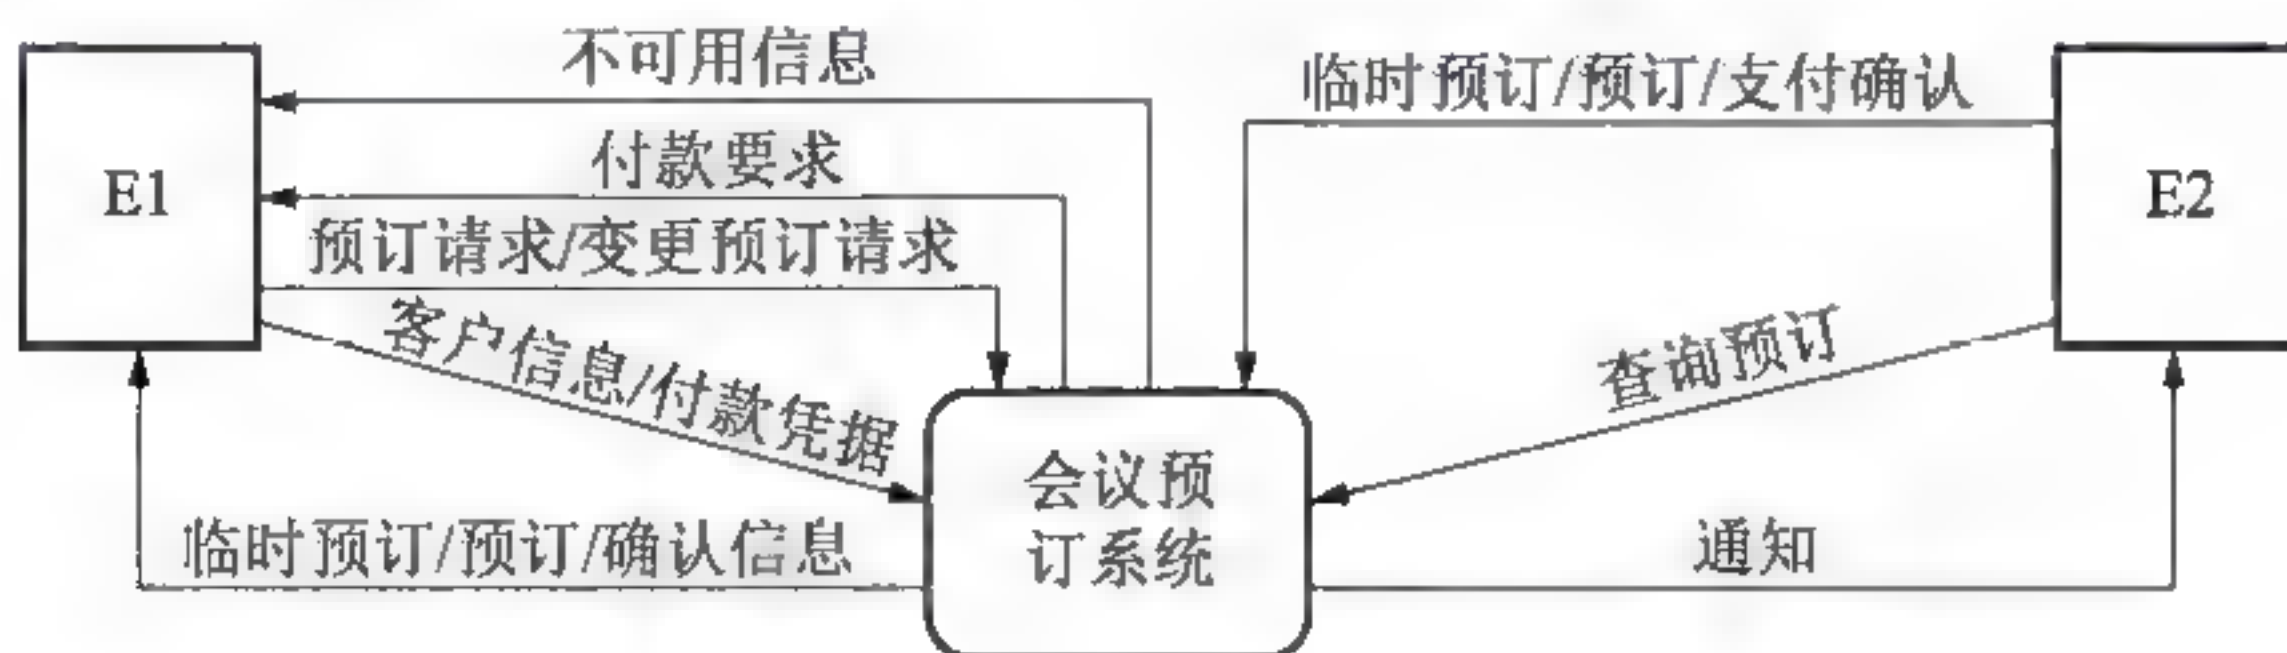 不可用信息
临时预订/预订/支付确认
付款要求
E1
E2
预订请求/变更预订请求
客户信息/付款凭据
查询预订
会议预
订系统
临时预订/预订/确认信息
通知